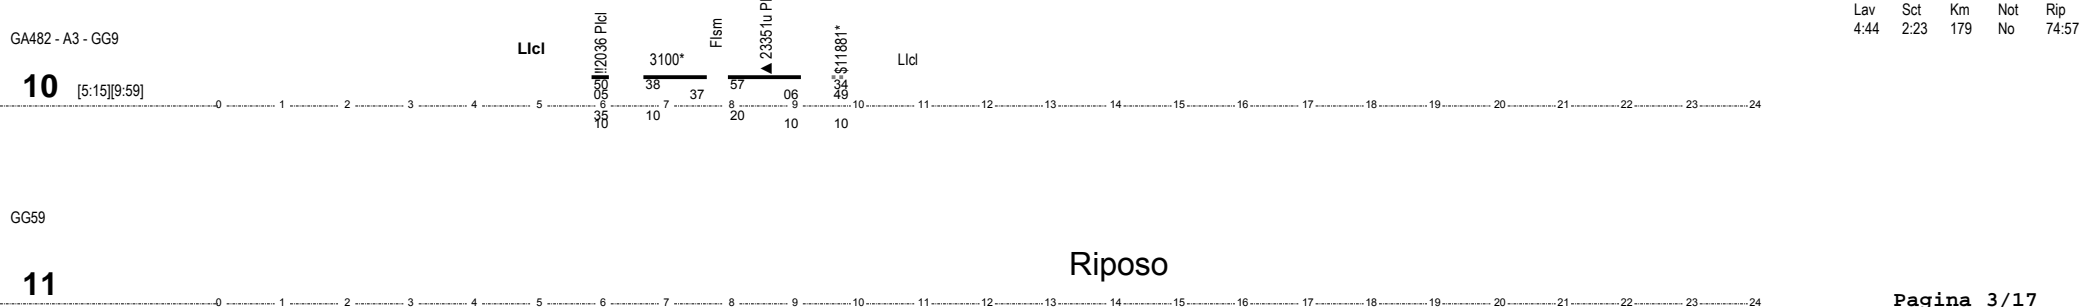 Lav Sct Km Not Rip
4:44 2:23 179 No 74:57
GA482 - A3 - GG9
LIcl
!!2036 PIcl
3100*
FIsm
▲ 23351u
$11881*
LIcl
10 [5:15][9:59]
50 38 57 34
05 37 06 49
0 1 2 3 4 5 6 7 8 9 10 11 12 13 14 15 16 17 18 19 20 21 22 23 24
35 10 20
10 10 10
GG59
Riposo
11
0 1 2 3 4 5 6 7 8 9 10 11 12 13 14 15 16 17 18 19 20 21 22 23 24
Pagina 3/17